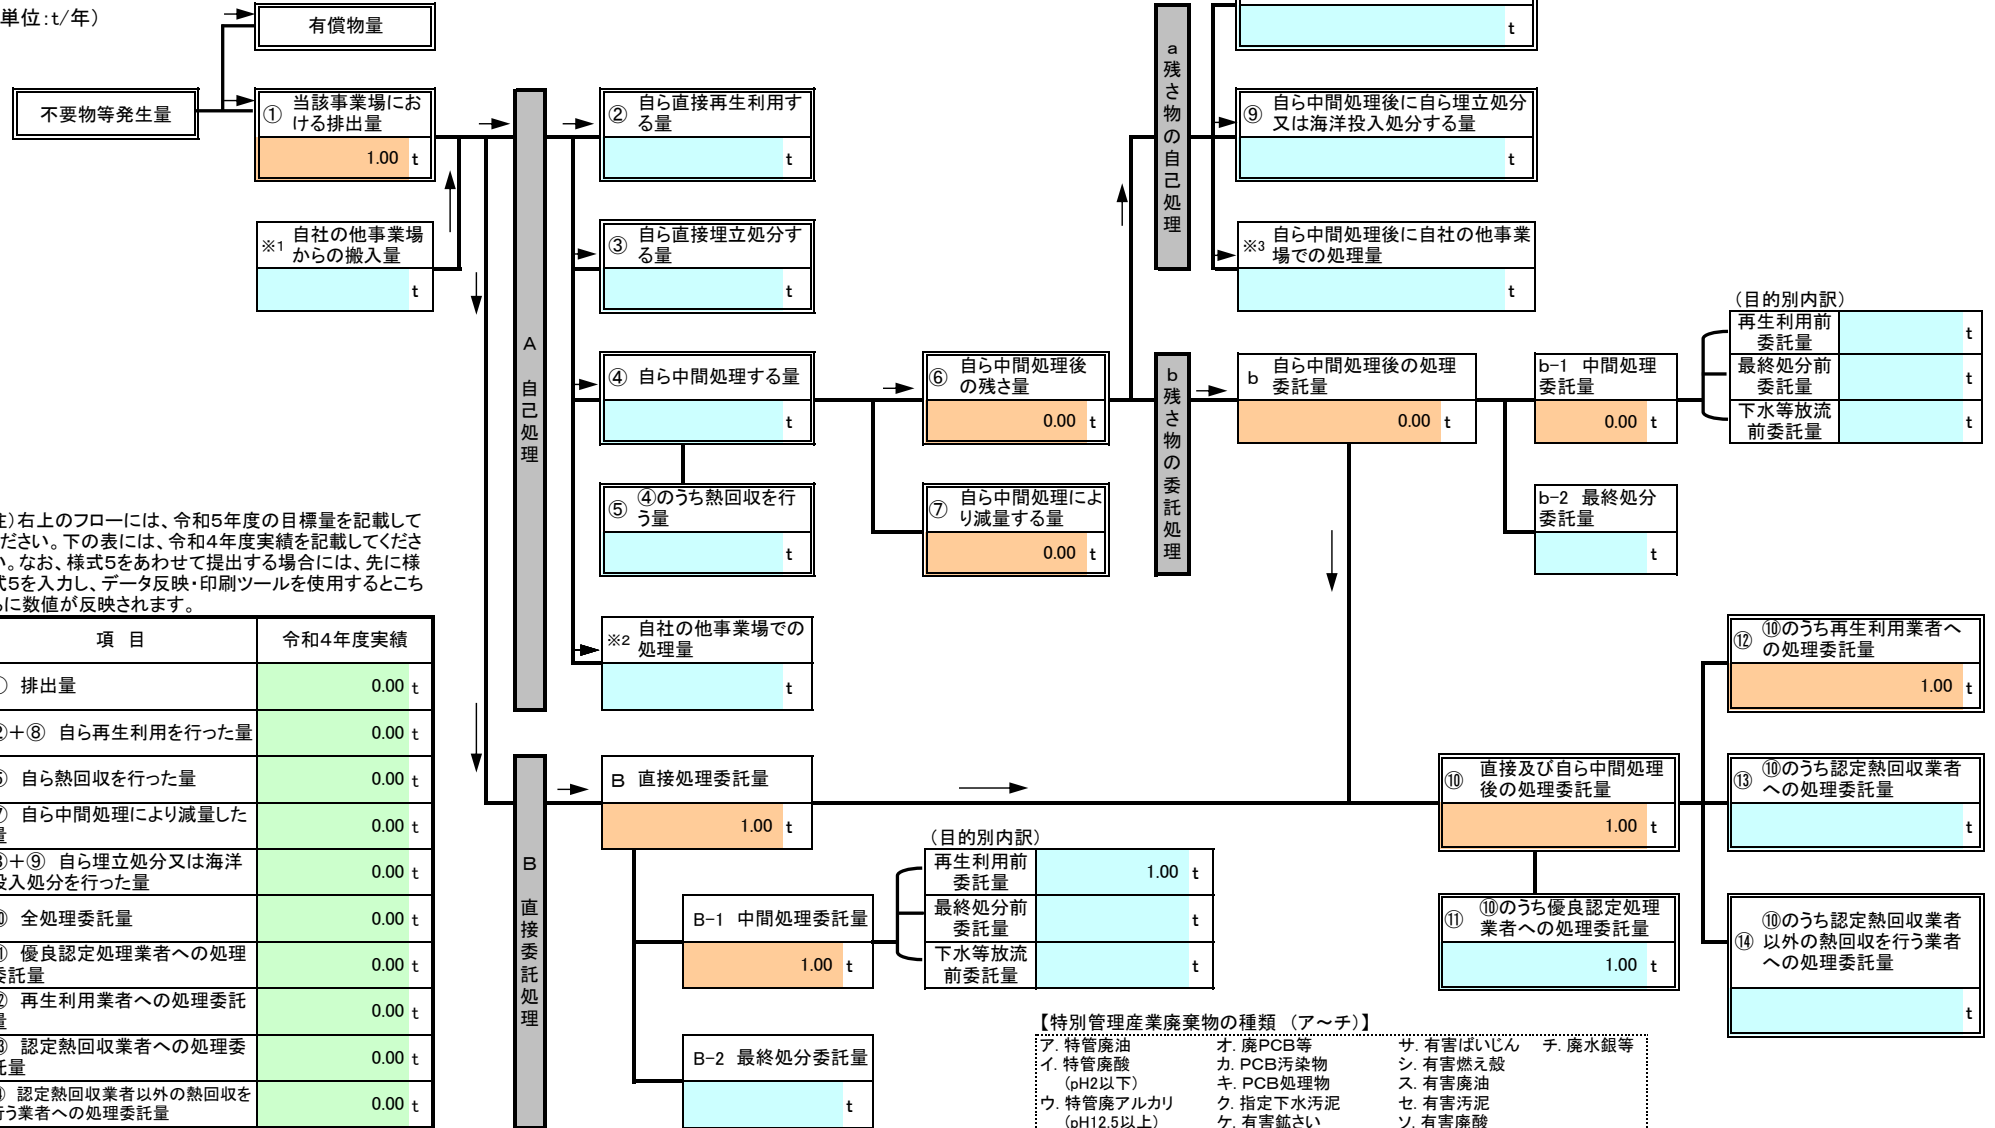 単位：t/年）
有償物量
不要物等発生量
① 当該事業場にお
ける排出量
1.00 t
※1 自社の他事業場
からの搬入量
t
A 自己処理
② 自ら直接再生利用す
る量
t
③ 自ら直接埋立処分す
る量
t
④ 自ら中間処理する量
t
⑤ ④のうち熱回収を行
う量
t
※2 自社の他事業場での
処理量
t
⑥ 自ら中間処理後
の残さ量
0.00 t
⑦ 自ら中間処理によ
り減量する量
0.00 t
a 残さ物の自己処理
t
⑨ 自ら中間処理後に自ら埋立処分
又は海洋投入処分する量
t
※3 自ら中間処理後に自社の他事業
場での処理量
t
b 残さ物の委託処理
b 自ら中間処理後の処理
委託量
0.00 t
b-1 中間処理
委託量
0.00 t
b-2 最終処分
委託量
t
（目的別内訳）
再生利用前
委託量
t
最終処分前
委託量
t
下水等放流
前委託量
t
注）右上のフローには、令和5年度の目標量を記載して
ださい。下の表には、令和4年度実績を記載してくださ
い。なお、様式5をあわせて提出する場合には、先に様
式5を入力し、データ反映・印刷ツールを使用するとこち
らに数値が反映されます。
項 目 令和4年度実績
① 排出量 0.00 t
②+⑧ 自ら再生利用を行った量 0.00 t
⑤ 自ら熱回収を行った量 0.00 t
⑦ 自ら中間処理により減量した
量 0.00 t
③+⑨ 自ら埋立処分又は海洋
投入処分を行った量 0.00 t
⑩ 全処理委託量 0.00 t
⑪ 優良認定処理業者への処理
委託量 0.00 t
⑫ 再生利用業者への処理委託
量 0.00 t
⑬ 認定熱回収業者への処理委
託量 0.00 t
⑭ 認定熱回収業者以外の熱回収を
行う業者への処理委託量 0.00 t
B 直接委託処理
B 直接処理委託量
1.00 t
B-1 中間処理委託量
1.00 t
B-2 最終処分委託量
t
（目的別内訳）
再生利用前
委託量
1.00 t
最終処分前
委託量
t
下水等放流
前委託量
t
⑩ 直接及び自ら中間処理
後の処理委託量
1.00 t
⑪ ⑩のうち優良認定処理
業者への処理委託量
1.00 t
⑫ ⑩のうち再生利用業者へ
の処理委託量
1.00 t
⑬ ⑩のうち認定熱回収業者
への処理委託量
t
⑭ ⑩のうち認定熱回収業者
以外の熱回収を行う業者
への処理委託量
t
【特別管理産業廃棄物の種類 （ア～チ）】
ア. 特管廃油 オ. 廃PCB等 サ. 有害ばいじん チ. 廃水銀等
イ. 特管廃酸 カ. PCB汚染物 シ. 有害燃え殻
（pH2以下） キ. PCB処理物 ス. 有害廃油
ウ. 特管廃アルカリ ク. 指定下水汚泥 セ. 有害汚泥
（pH12.5以上） ケ. 有害鉱さい ソ. 有害廃酸